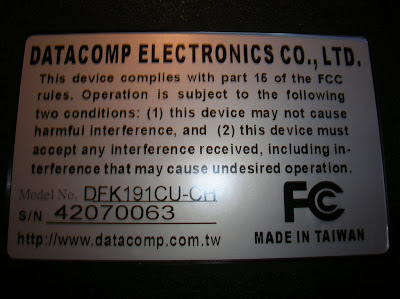 DATACOMP ELECTRONICS CO., LTD.
This device complies with part 15 of the FCC
rules. Operation is subject to the following
two conditions: (1) this device may not cause
harmful interference, and (2) this device must
accept any interference received, including in-
terference that may cause undesired operation.
Model No. DFK191CU-CH
S/N 42070063
FC
http://www.datacomp.com.tw MADE IN TAIWAN